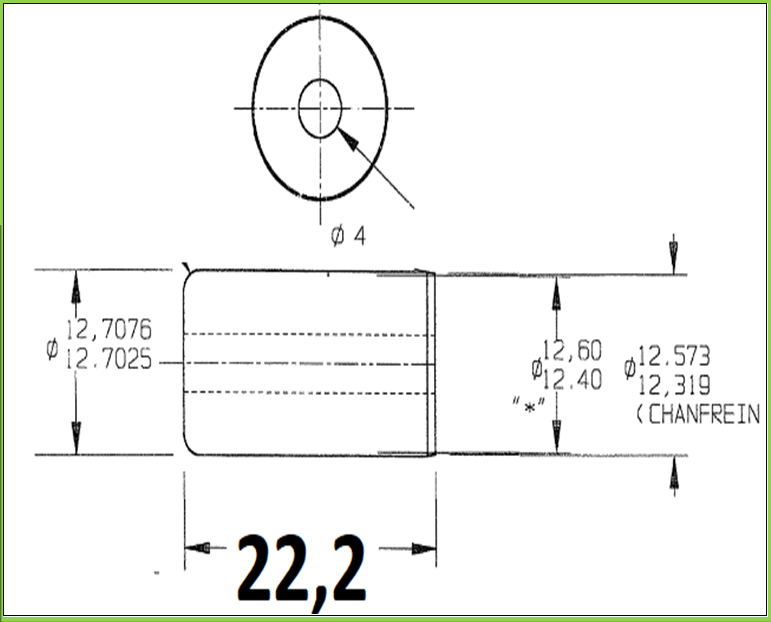 Ø 4
Ø 12,7076
12.7025
Ø 12,60
12.40
"*"
Ø 12.573
12,319
(CHANFREIN
22,2